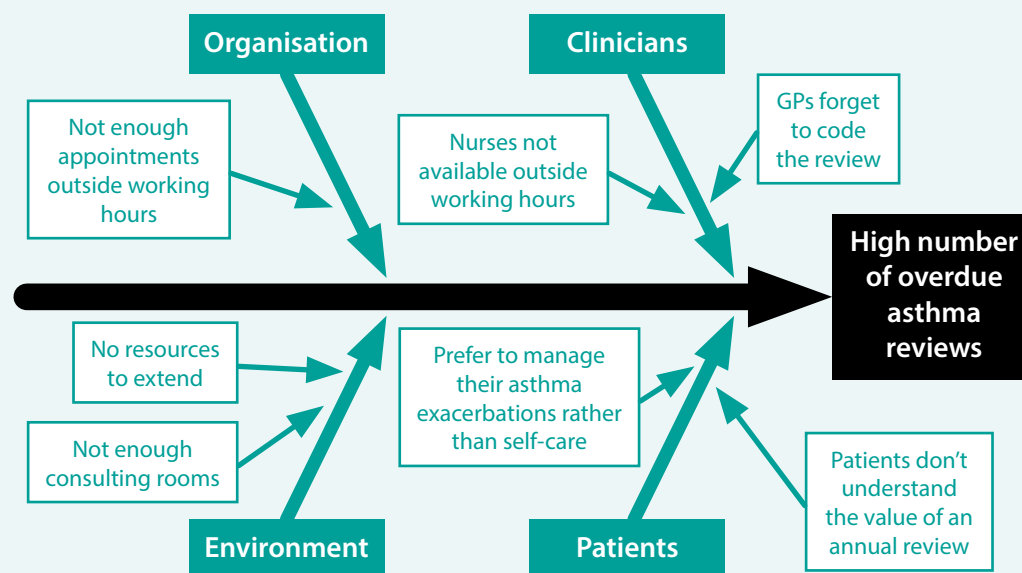 Organisation
Clinicians
Not enough
appointments
outside working
hours
Nurses not
available outside
working hours
GPs forget
to code
the review
High number
of overdue
asthma
reviews
No resources
to extend
Not enough
consulting rooms
Prefer to manage
their asthma
exacerbations rather
than self-care
Patients don’t
understand
the value of an
annual review
Environment
Patients